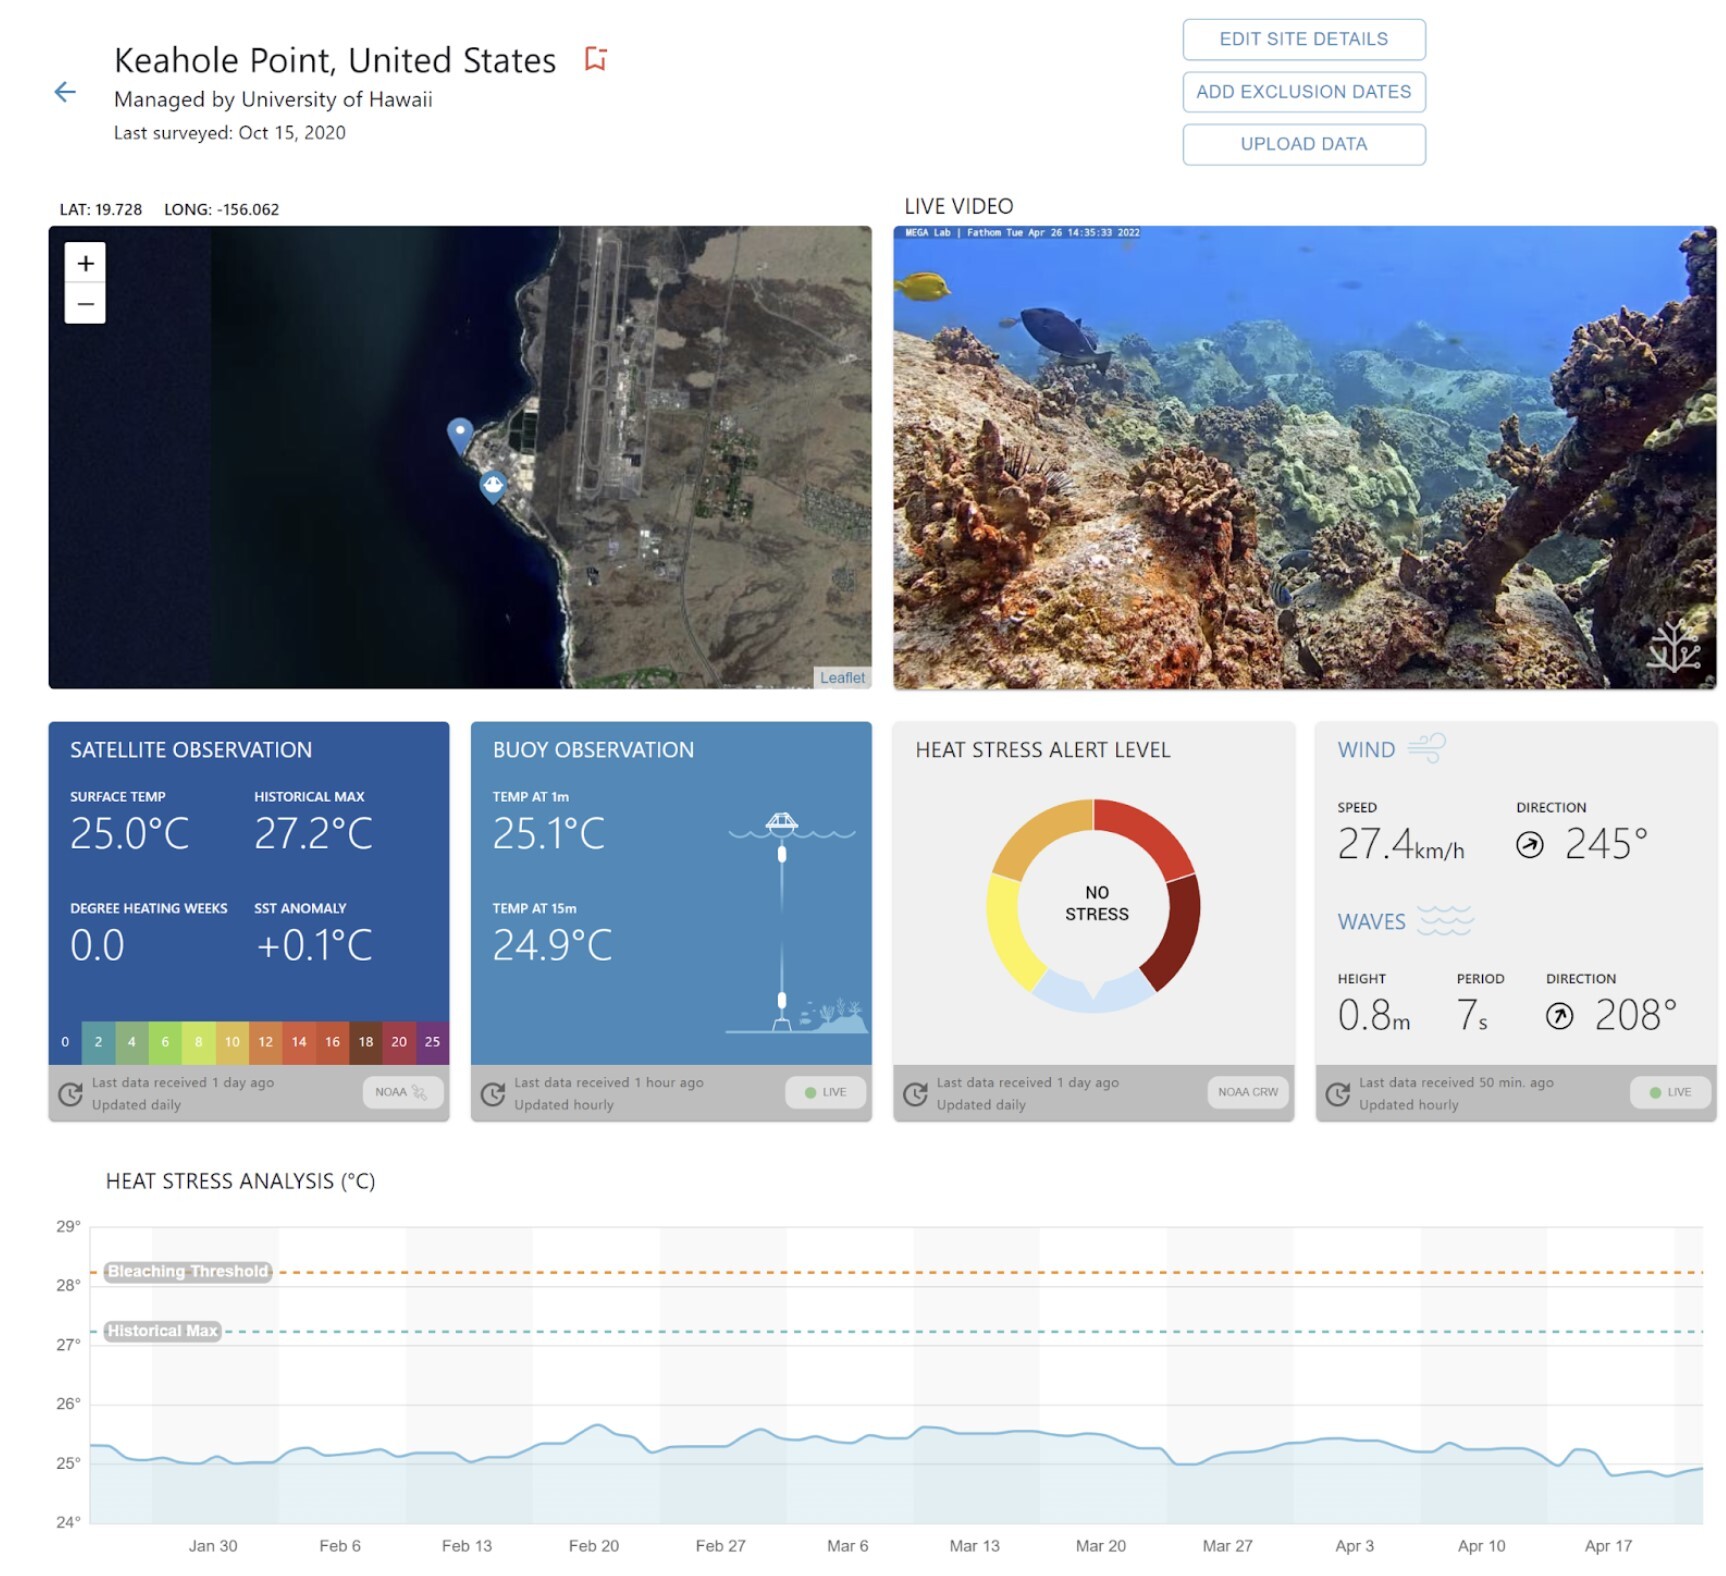 Keahole Point, United States
Managed by University of Hawaii
Last surveyed: Oct 15, 2020
EDIT SITE DETAILS
ADD EXCLUSION DATES
UPLOAD DATA
LAT: 19.728 LONG: -156.062
+
−
Leaflet
LIVE VIDEO
MEGA Lab | Fathom Tue Apr 26 14:35:33 2022
SATELLITE OBSERVATION
SURFACE TEMP HISTORICAL MAX
25.0°C 27.2°C
DEGREE HEATING WEEKS SST ANOMALY
0.0 +0.1°C
0 2 4 6 8 10 12 14 16 18 20 25
Last data received 1 day ago
Updated daily
NOAA
BUOY OBSERVATION
TEMP AT 1m
25.1°C
TEMP AT 15m
24.9°C
Last data received 1 hour ago
Updated hourly
LIVE
HEAT STRESS ALERT LEVEL
NO
STRESS
Last data received 1 day ago
Updated daily
NOAA CRW
WIND
SPEED DIRECTION
27.4km/h 245°
WAVES
HEIGHT PERIOD DIRECTION
0.8m 7s 208°
Last data received 50 min. ago
Updated hourly
LIVE
HEAT STRESS ANALYSIS (°C)
29°
Bleaching Threshold
28°
Historical Max
27°
26°
25°
24°
Jan 30 Feb 6 Feb 13 Feb 20 Feb 27 Mar 6 Mar 13 Mar 20 Mar 27 Apr 3 Apr 10 Apr 17